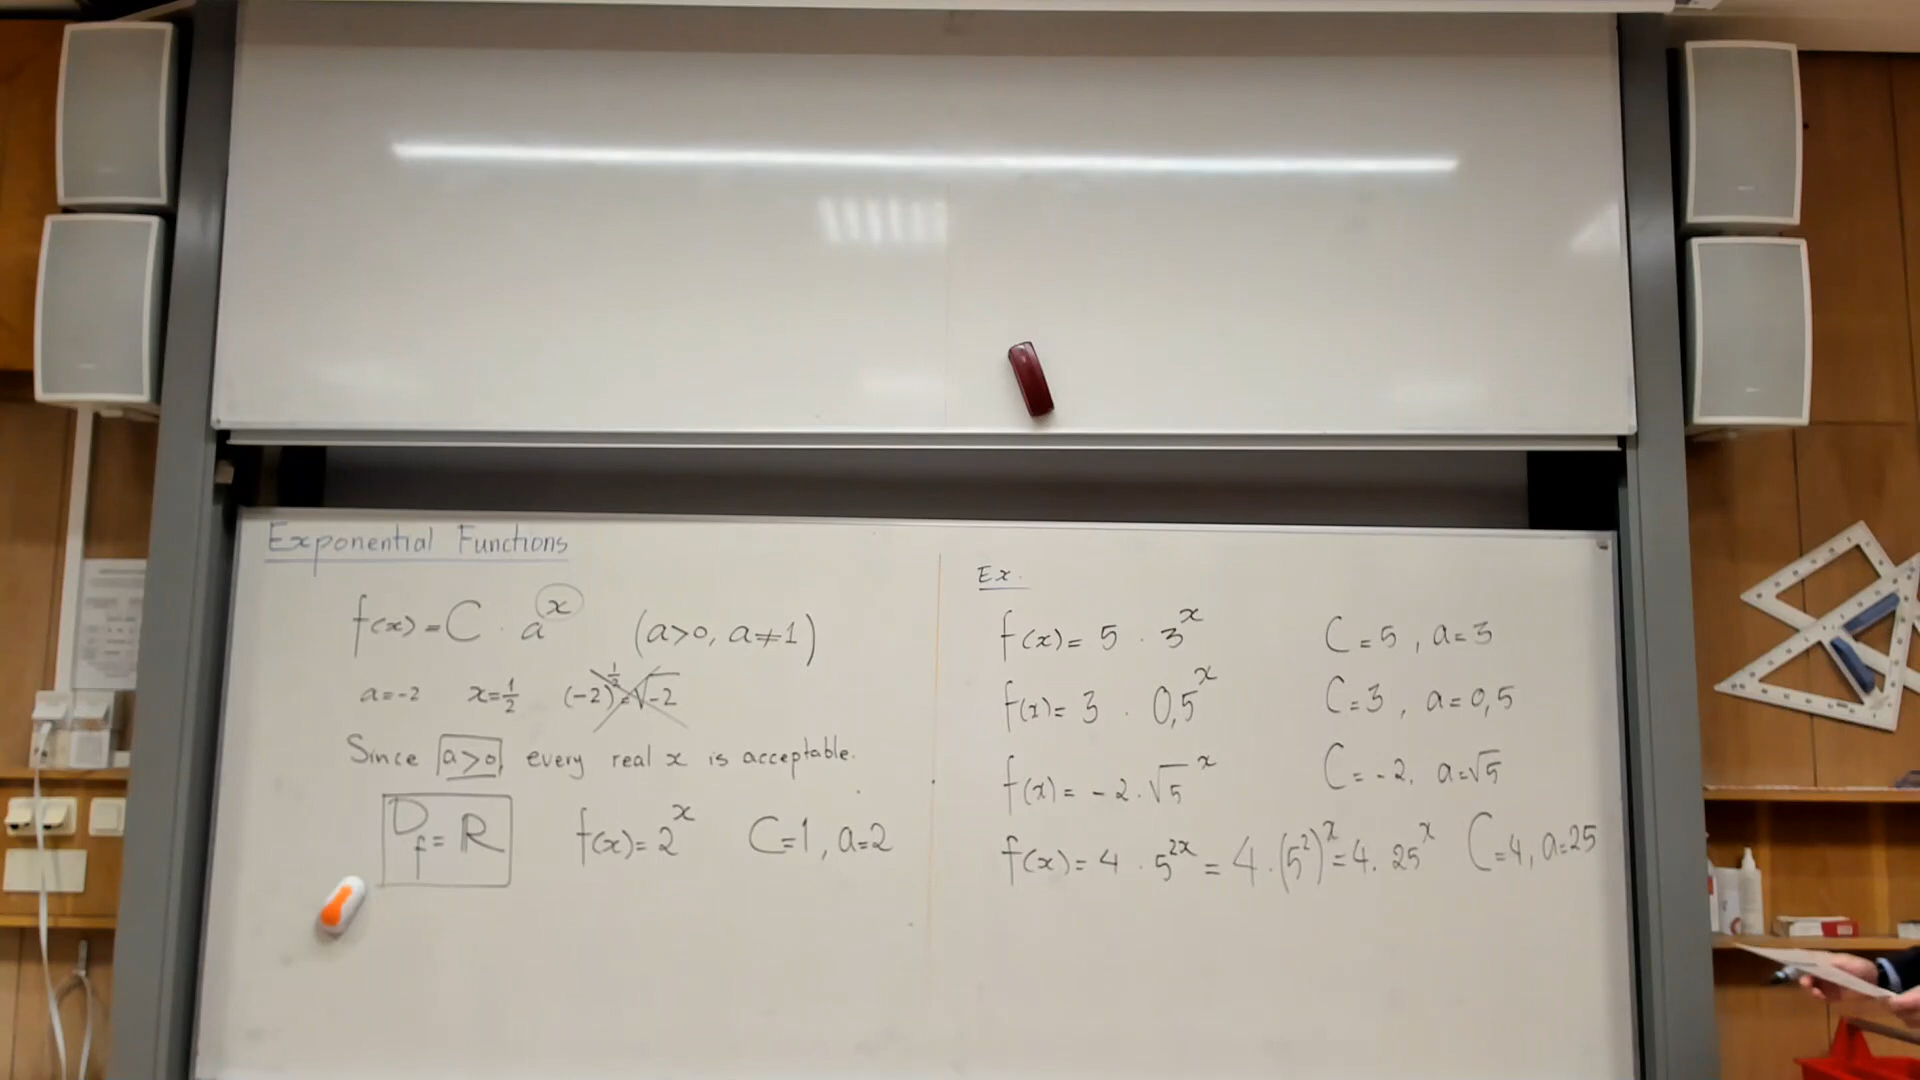 Exponential Functions
f(x) = C · a^x (a>0, a≠1)
a=-2 x=1/2 (-2)^1/2=√-2
Since a>0, every real x is acceptable.
D_f = R f(x)=2^x C=1, a=2
Ex.
f(x)= 5 · 3^x C=5, a=3
f(x)= 3 · 0,5^x C=3, a=0,5
f(x)= -2·√5^x C=-2, a=√5
f(x)= 4 · 5^2x = 4·(5^2)^x=4. 25^x C=4, a=25